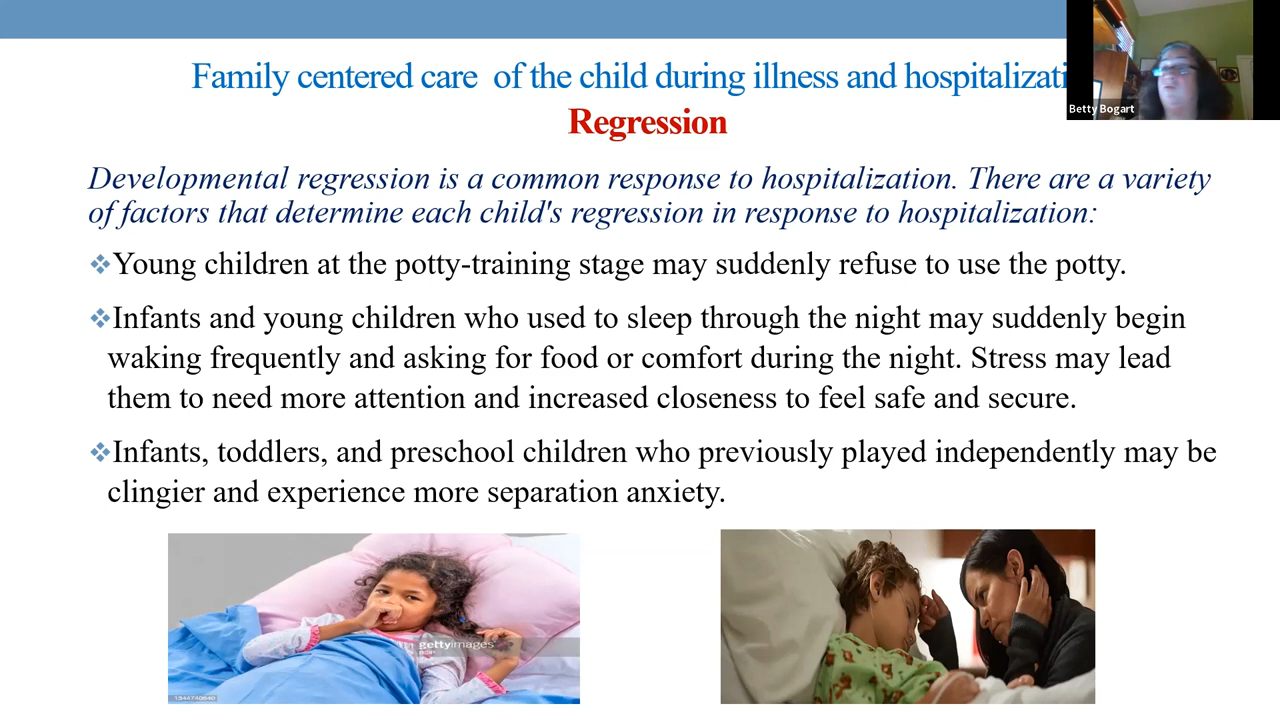 Family centered care of the child during illness and hospitalizati
Betty Bogart
Regression
Developmental regression is a common response to hospitalization. There are a variety
of factors that determine each child's regression in response to hospitalization:
❖Young children at the potty-training stage may suddenly refuse to use the potty.
❖Infants and young children who used to sleep through the night may suddenly begin
waking frequently and asking for food or comfort during the night. Stress may lead
them to need more attention and increased closeness to feel safe and secure.
❖Infants, toddlers, and preschool children who previously played independently may be
clingier and experience more separation anxiety.
gettyimages